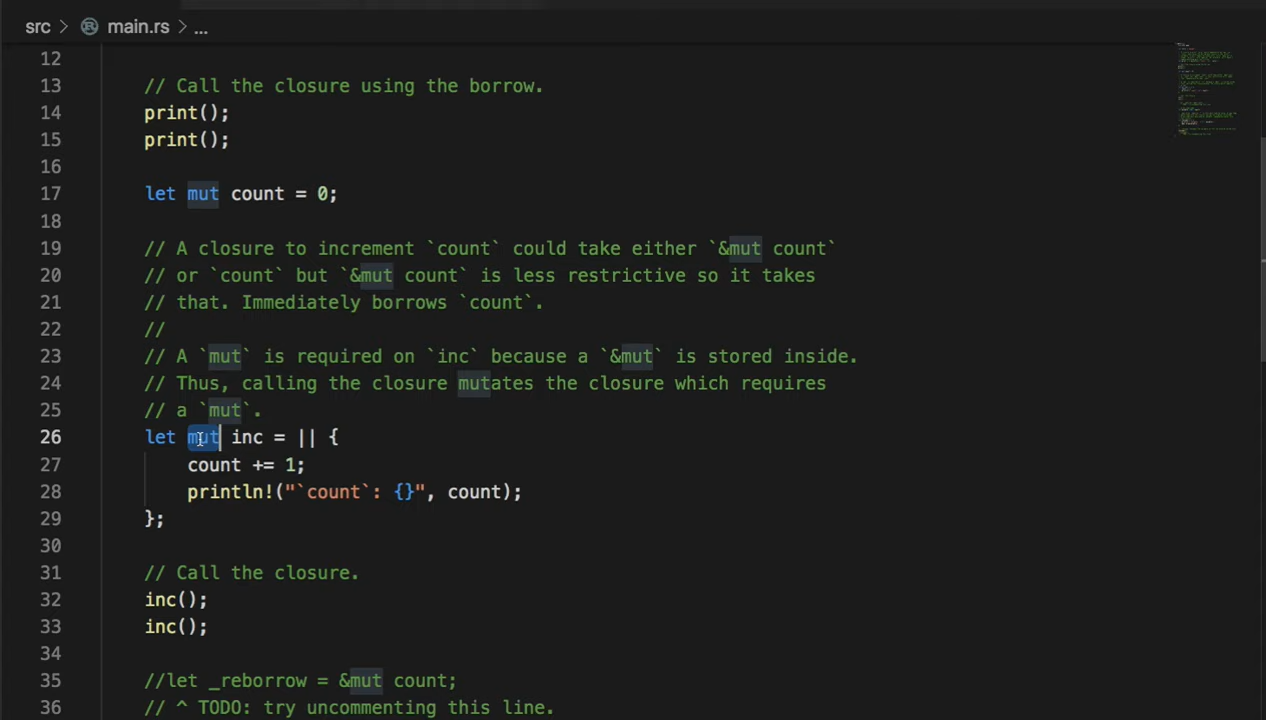 src > main.rs > ...
12
13 // Call the closure using the borrow.
14 print();
15 print();
16
17 let mut count = 0;
18
19 // A closure to increment `count` could take either `&mut count`
20 // or `count` but `&mut count` is less restrictive so it takes
21 // that. Immediately borrows `count`.
22 //
23 // A `mut` is required on `inc` because a `&mut` is stored inside.
24 // Thus, calling the closure mutates the closure which requires
25 // a `mut`.
26 let mut inc = || {
27 count += 1;
28 println!("`count`: {}", count);
29 };
30
31 // Call the closure.
32 inc();
33 inc();
34
35 //let _reborrow = &mut count;
36 // ^ TODO: try uncommenting this line.